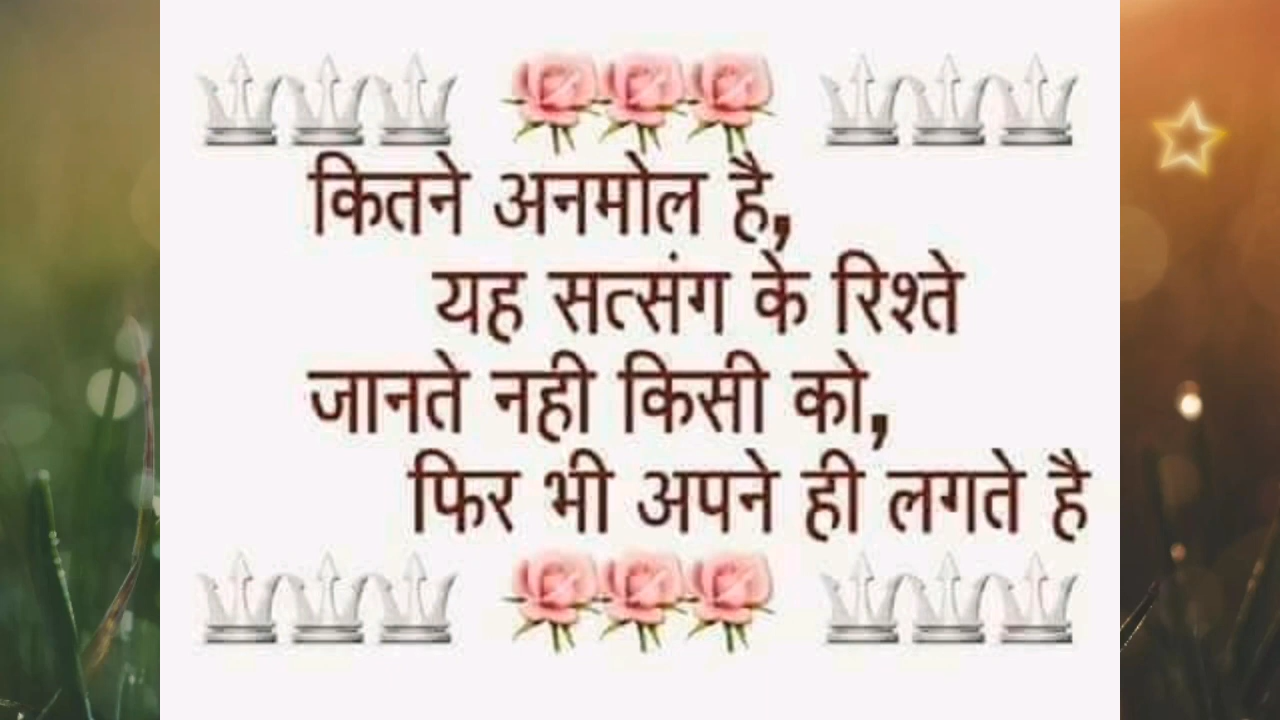 कितने अनमोल है,
यह सत्संग के रिश्ते
जानते नही किसी को,
फिर भी अपने ही लगते है